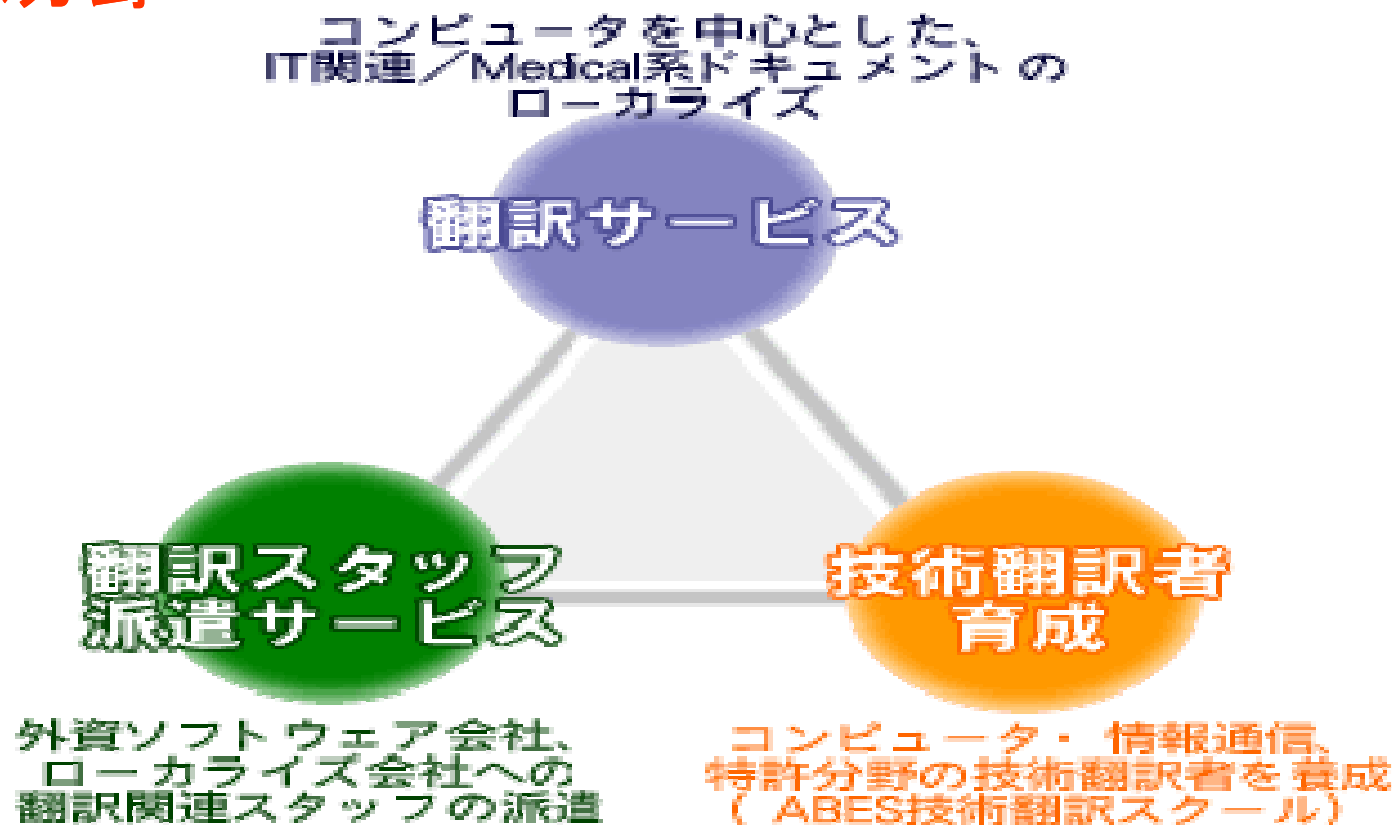 コンピュータを中心とした、
IT関連／Medical系ドキュメントの
ローカライズ
翻訳サービス
翻訳スタッフ
派遣サービス
技術翻訳者
育成
外資ソフトウェア会社、
ローカライズ会社への
翻訳関連スタッフの派遣
コンピュータ・情報通信、
特許分野の技術翻訳者を養成
(ABES技術翻訳スクール)